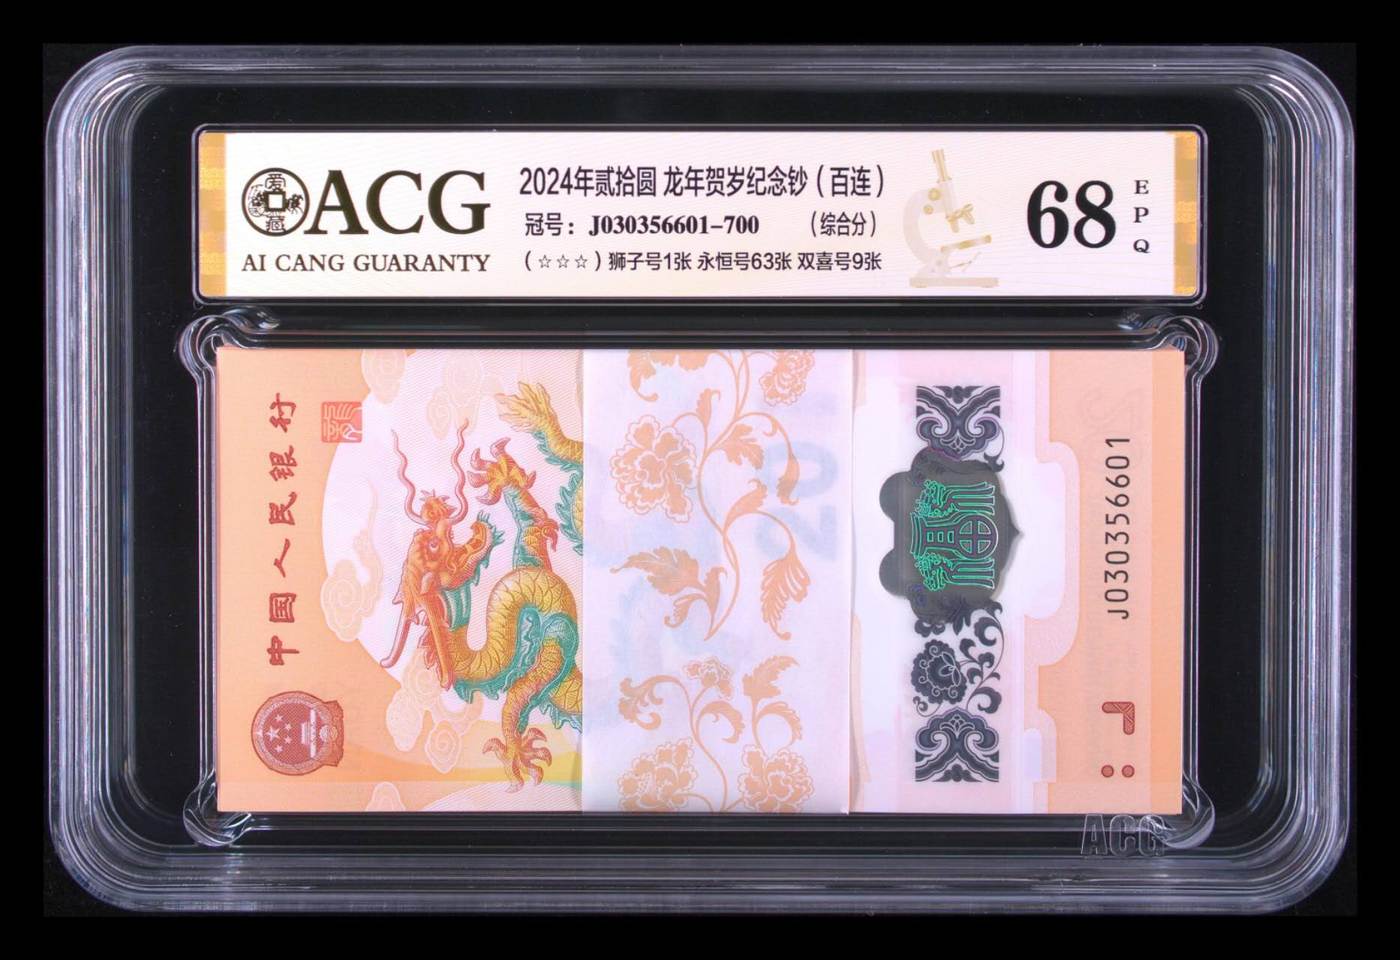 ACG
AI CANG GUARANTY
2024年贰拾圆 龙年贺岁纪念钞（百连）
冠号：J030356601-700 （综合分）
（☆☆☆）狮子号1张 永恒号63张 双喜号9张
68
EPQ
中国人民银行
J030356601
ACG